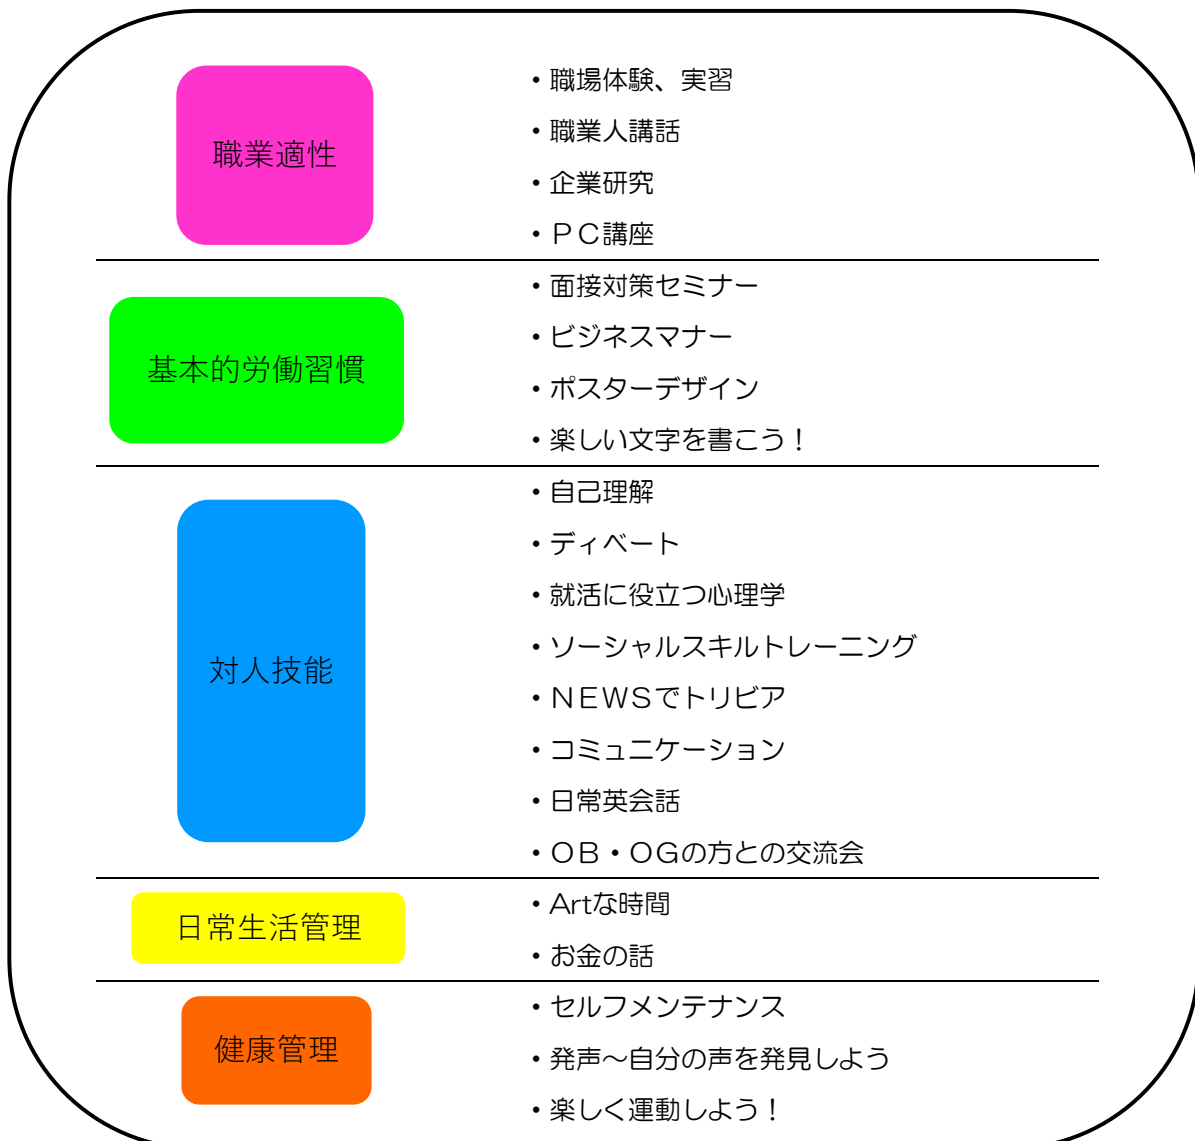 職業適性
・職場体験、実習
・職業人講話
・企業研究
・ＰＣ講座
基本的労働習慣
・面接対策セミナー
・ビジネスマナー
・ポスターデザイン
・楽しい文字を書こう！
対人技能
・自己理解
・ディベート
・就活に役立つ心理学
・ソーシャルスキルトレーニング
・ＮＥＷＳでトリビア
・コミュニケーション
・日常英会話
・ＯＢ・ＯＧの方との交流会
日常生活管理
・Artな時間
・お金の話
健康管理
・セルフメンテナンス
・発声～自分の声を発見しよう
・楽しく運動しよう！